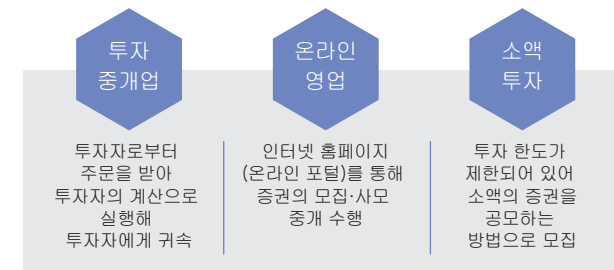 투자
중개업
투자자로부터
주문을 받아
투자자의 계산으로
실행해
투자자에게 귀속
온라인
영업
인터넷 홈페이지
(온라인 포털)를 통해
증권의 모집·사모
중개 수행
소액
투자
투자 한도가
제한되어 있어
소액의 증권을
공모하는
방법으로 모집